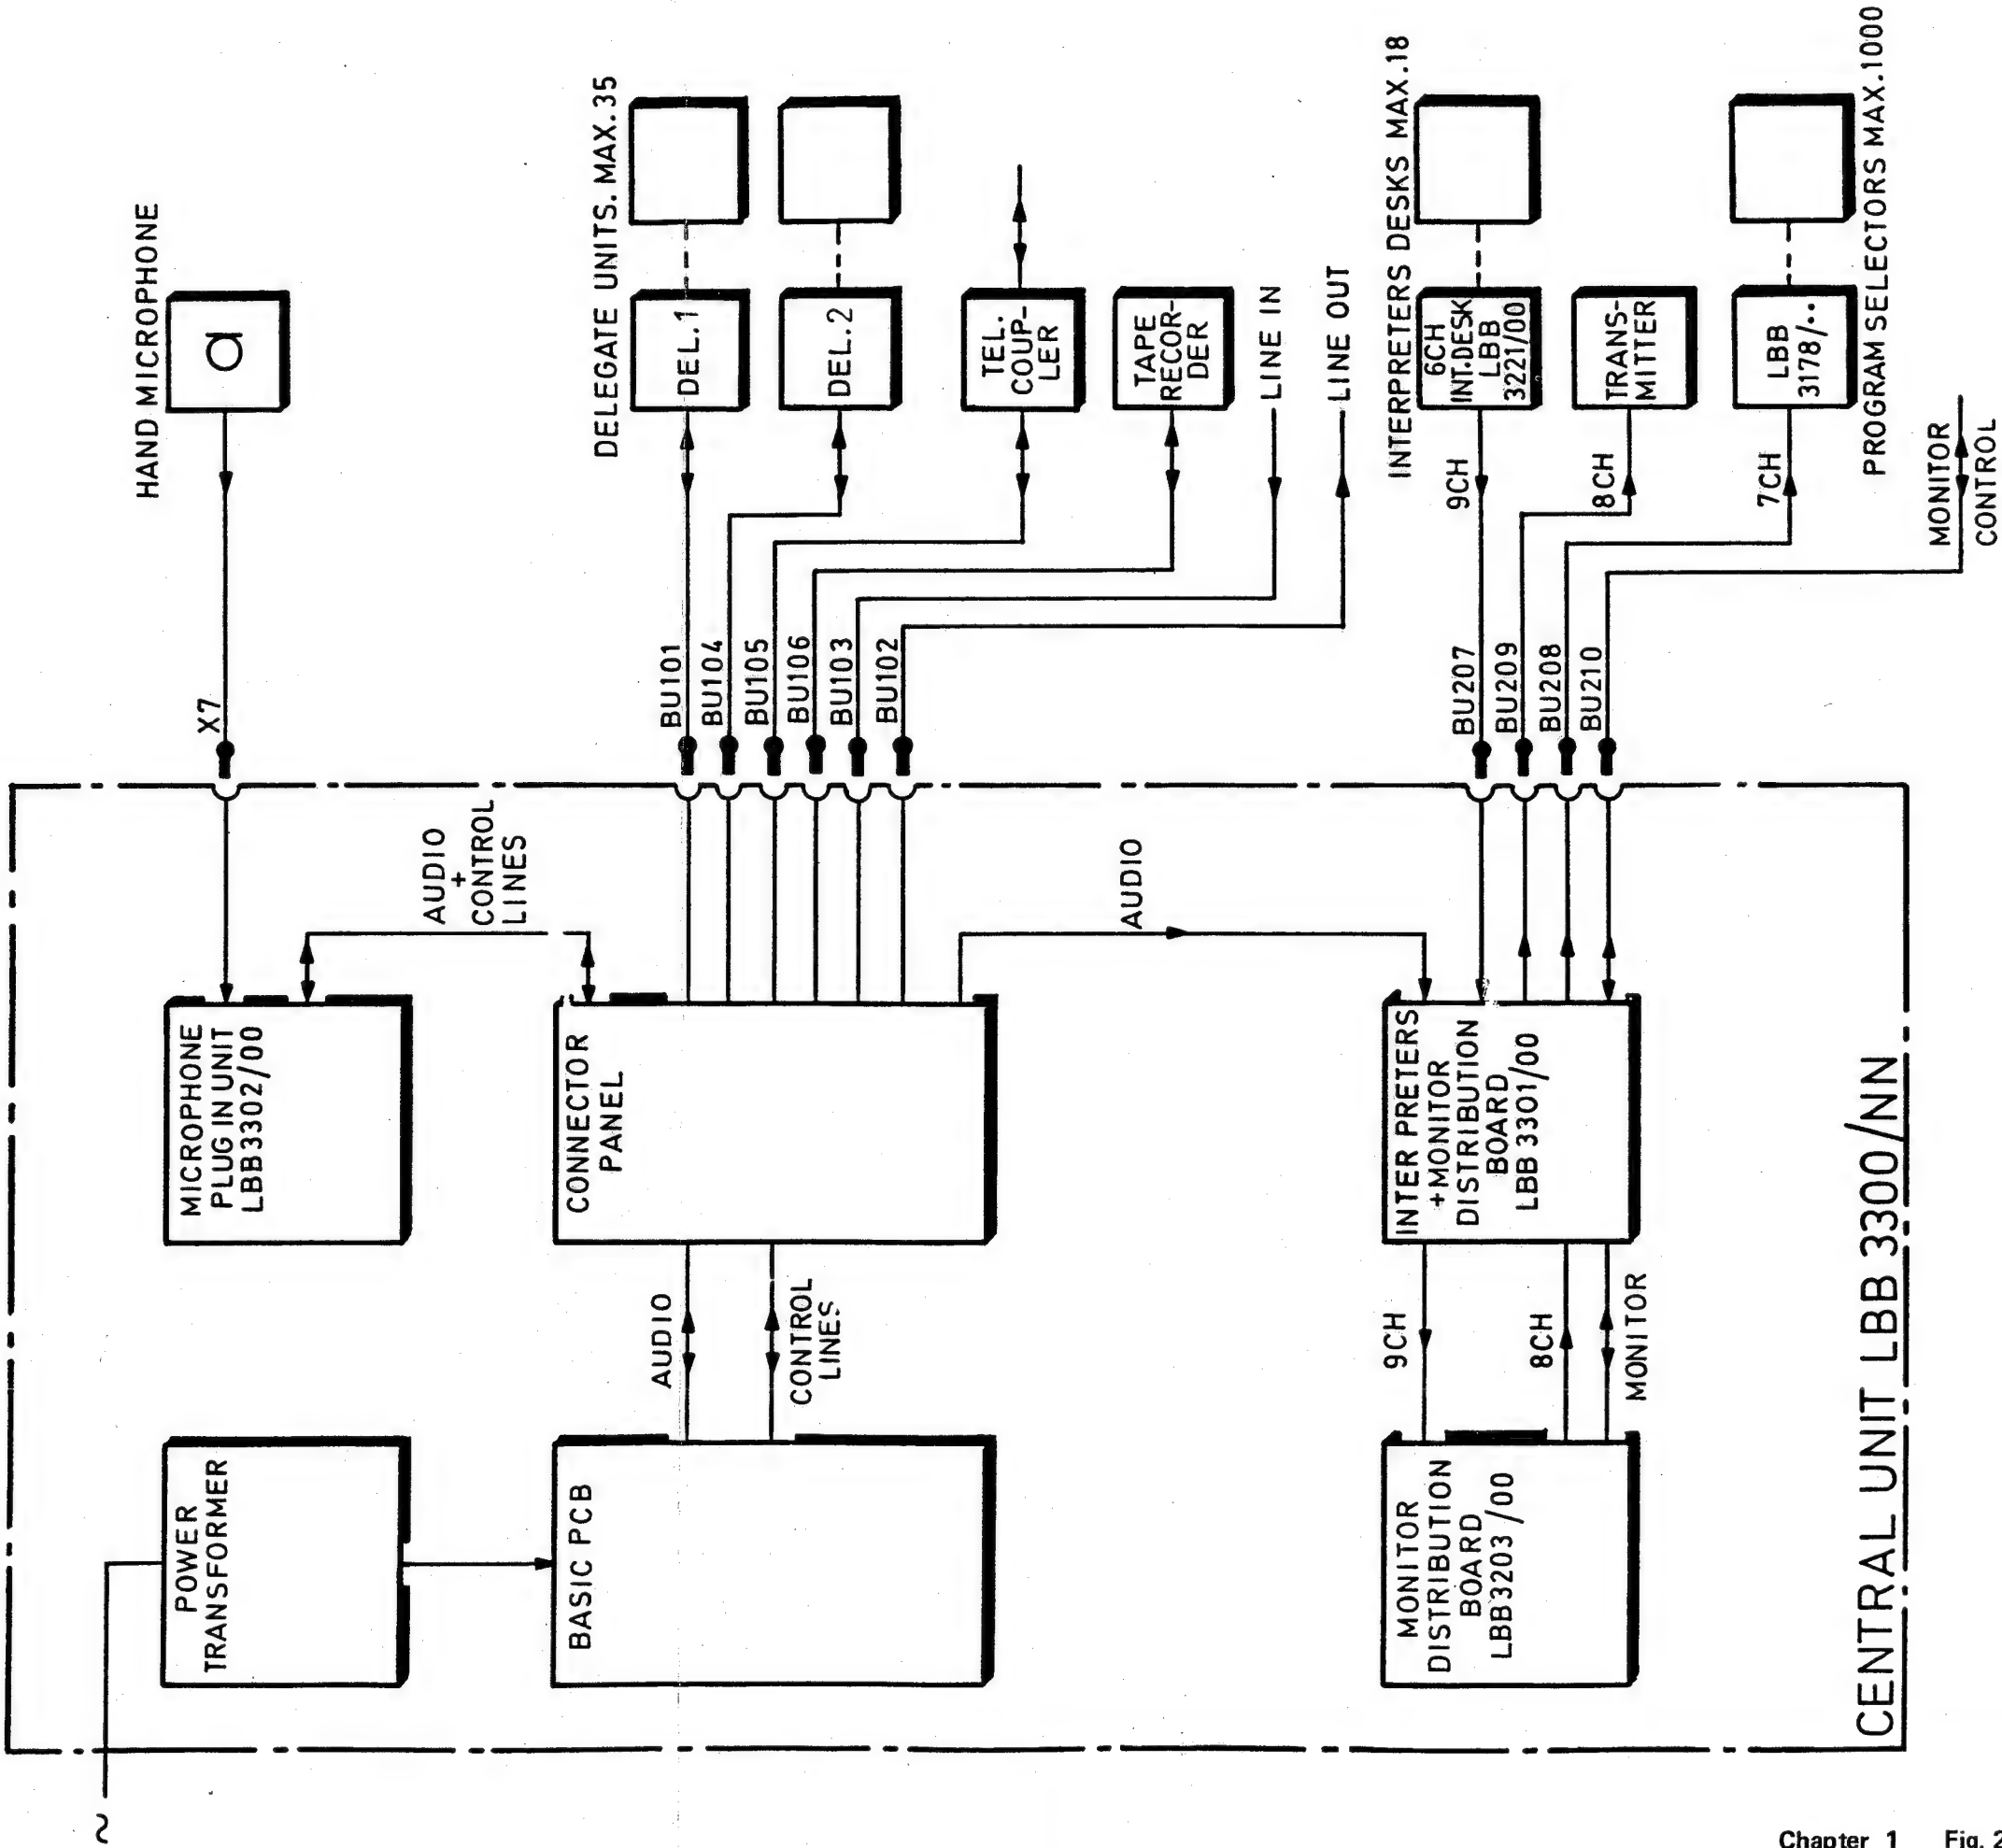 HAND MICROPHONE
X7
MICROPHONE
PLUG IN UNIT
LBB3302/00
POWER
TRANSFORMER
~
AUDIO
+
CONTROL
LINES
DELEGATE UNITS. MAX. 35
DEL.1
DEL.2
TEL.
COUP-
LER
TAPE
RECOR-
DER
LINE IN
LINE OUT
BU101
BU104
BU105
BU106
BU103
BU102
CONNECTOR
PANEL
AUDIO
CONTROL
LINES
BASIC PCB
AUDIO
INTERPRETERS DESKS MAX.18
6CH
INT.DESK
LBB
3221/00
TRANS-
MITTER
LBB
3178/••
PROGRAM SELECTORS MAX.1000
9CH
8CH
7CH
MONITOR
CONTROL
BU207
BU209
BU208
BU210
INTER PRETERS
+MONITOR
DISTRIBUTION
BOARD
LBB 3301/00
9CH
8CH
MONITOR
MONITOR
DISTRIBUTION
BOARD
LBB3203 /00
CENTRAL UNIT LBB 3300/NN
Chapter 1 Fig. 2